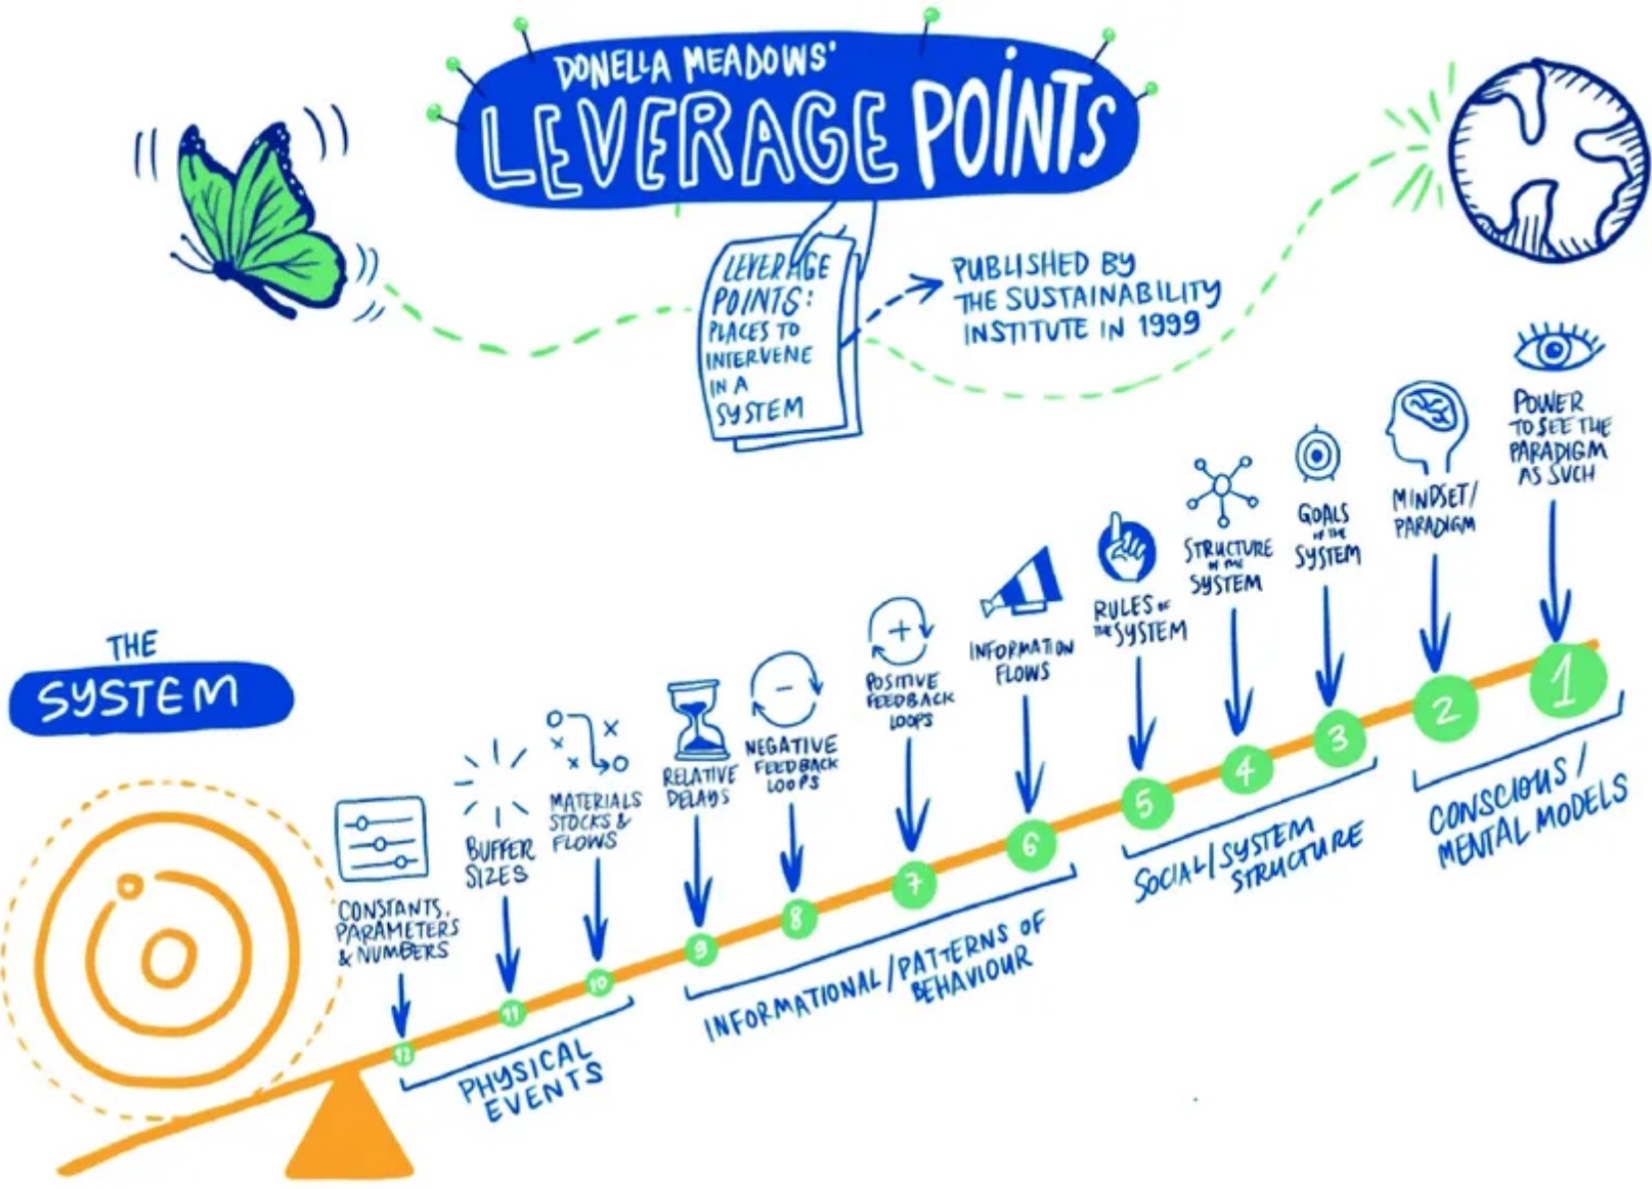 DONELLA MEADOWS'
LEVERAGE POINTS
LEVERAGE
POINTS:
PLACES TO
INTERVENE
IN A
SYSTEM
PUBLISHED BY
THE SUSTAINABILITY
INSTITUTE IN 1999
THE
SYSTEM
CONSTANTS,
PARAMETERS
& NUMBERS
BUFFER
SIZES
MATERIALS
STOCKS &
FLOWS
RELATIVE
DELAYS
-
NEGATIVE
FEEDBACK
LOOPS
+
POSITIVE
FEEDBACK
LOOPS
INFORMATION
FLOWS
RULES OF
THE SYSTEM
STRUCTURE
OF THE
SYSTEM
GOALS
OF THE
SYSTEM
MINDSET/
PARADIGM
POWER
TO SEE THE
PARADIGM
AS SUCH
12
11
10
9
8
7
6
5
4
3
2
1
PHYSICAL
EVENTS
INFORMATIONAL/PATTERNS OF
BEHAVIOUR
SOCIAL/SYSTEM
STRUCTURE
CONSCIOUS/
MENTAL MODELS